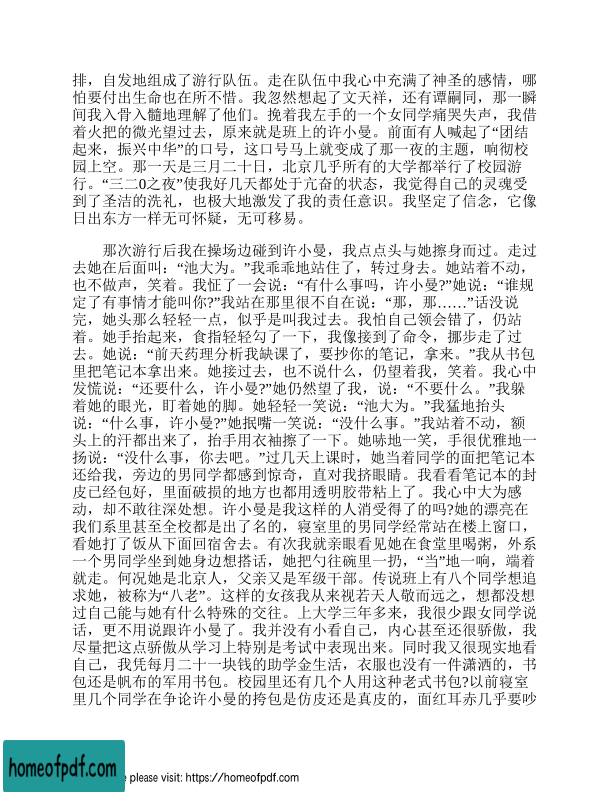 排，自发地组成了游行队伍。走在队伍中我心中充满了神圣的感情，哪
怕要付出生命也在所不惜。我忽然想起了文天祥，还有谭嗣同，那一瞬
间我入骨入髓地理解了他们。挽着我左手的一个女同学痛哭失声，我借
着火把的微光望过去，原来就是班上的许小曼。前面有人喊起了“团结
起来，振兴中华”的口号，这口号马上就变成了那一夜的主题，响彻校
园上空。那一天是三月二十日，北京几乎所有的大学都举行了校园游
行。“三二0之夜”使我好几天都处于亢奋的状态，我觉得自己的灵魂受
到了圣洁的洗礼，也极大地激发了我的责任意识。我坚定了信念，它像
日出东方一样无可怀疑，无可移易。
那次游行后我在操场边碰到许小曼，我点点头与她擦身而过。走过
去她在后面叫：“池大为。”我乖乖地站住了，转过身去。她站着不动，
也不做声，笑着。我怔了一会说：“有什么事吗，许小曼?”她说：“谁规
定了有事情才能叫你?”我站在那里很不自在说：“那，那……”话没说
完，她头那么轻轻一点，似乎是叫我过去。我怕自己领会错了，仍站
着。她手抬起来，食指轻轻勾了一下，我像接到了命令，挪步走了过
去。她说：“前天药理分析我缺课了，要抄你的笔记，拿来。”我从书包
里把笔记本拿出来。她接过去，也不说什么，仍望着我，笑着。我心中
发慌说：“还要什么，许小曼?”她仍然望了我，说：“不要什么。”我躲
着她的眼光，盯着她的脚。她轻轻一笑说：“池大为。”我猛地抬头
说：“什么事，许小曼?”她抿嘴一笑说：“没什么事。”我站着不动，额
头上的汗都出来了，抬手用衣袖擦了一下。她哧地一笑，手很优雅地一
扬说：“没什么事，你去吧。”过几天上课时，她当着同学的面把笔记本
还给我，旁边的男同学都感到惊奇，直对我挤眼睛。我看看笔记本的封
皮已经包好，里面破损的地方也都用透明胶带粘上了。我心中大为感
动，却不敢往深处想。许小曼是我这样的人消受得了的吗?她的漂亮在
我们系里甚至全校都是出了名的，寝室里的男同学经常站在楼上窗口，
看她打了饭从下面回宿舍去。有次我就亲眼看见她在食堂里喝粥，外系
一个男同学坐到她身边想搭话，她把勺往碗里一扔，“当”地一响，端着
就走。何况她是北京人，父亲又是军级干部。传说班上有八个同学想追
求她，被称为“八老”。这样的女孩我从来视若天人敬而远之，想都没想
过自己能与她有什么特殊的交往。上大学三年多来，我很少跟女同学说
话，更不用说跟许小曼了。我并没有小看自己，内心甚至还很骄傲，我
尽量把这点骄傲从学习上特别是考试中表现出来。同时我又很现实地看
自己，我凭每月二十一块钱的助学金生活，衣服也没有一件潇洒的，书
包还是帆布的军用书包。校园里还有几个人用这种老式书包?以前寝室
里几个同学在争论许小曼的挎包是仿皮还是真皮的，面红耳赤几乎要吵
homeofpdf.com
e please visit: https://homeofpdf.com